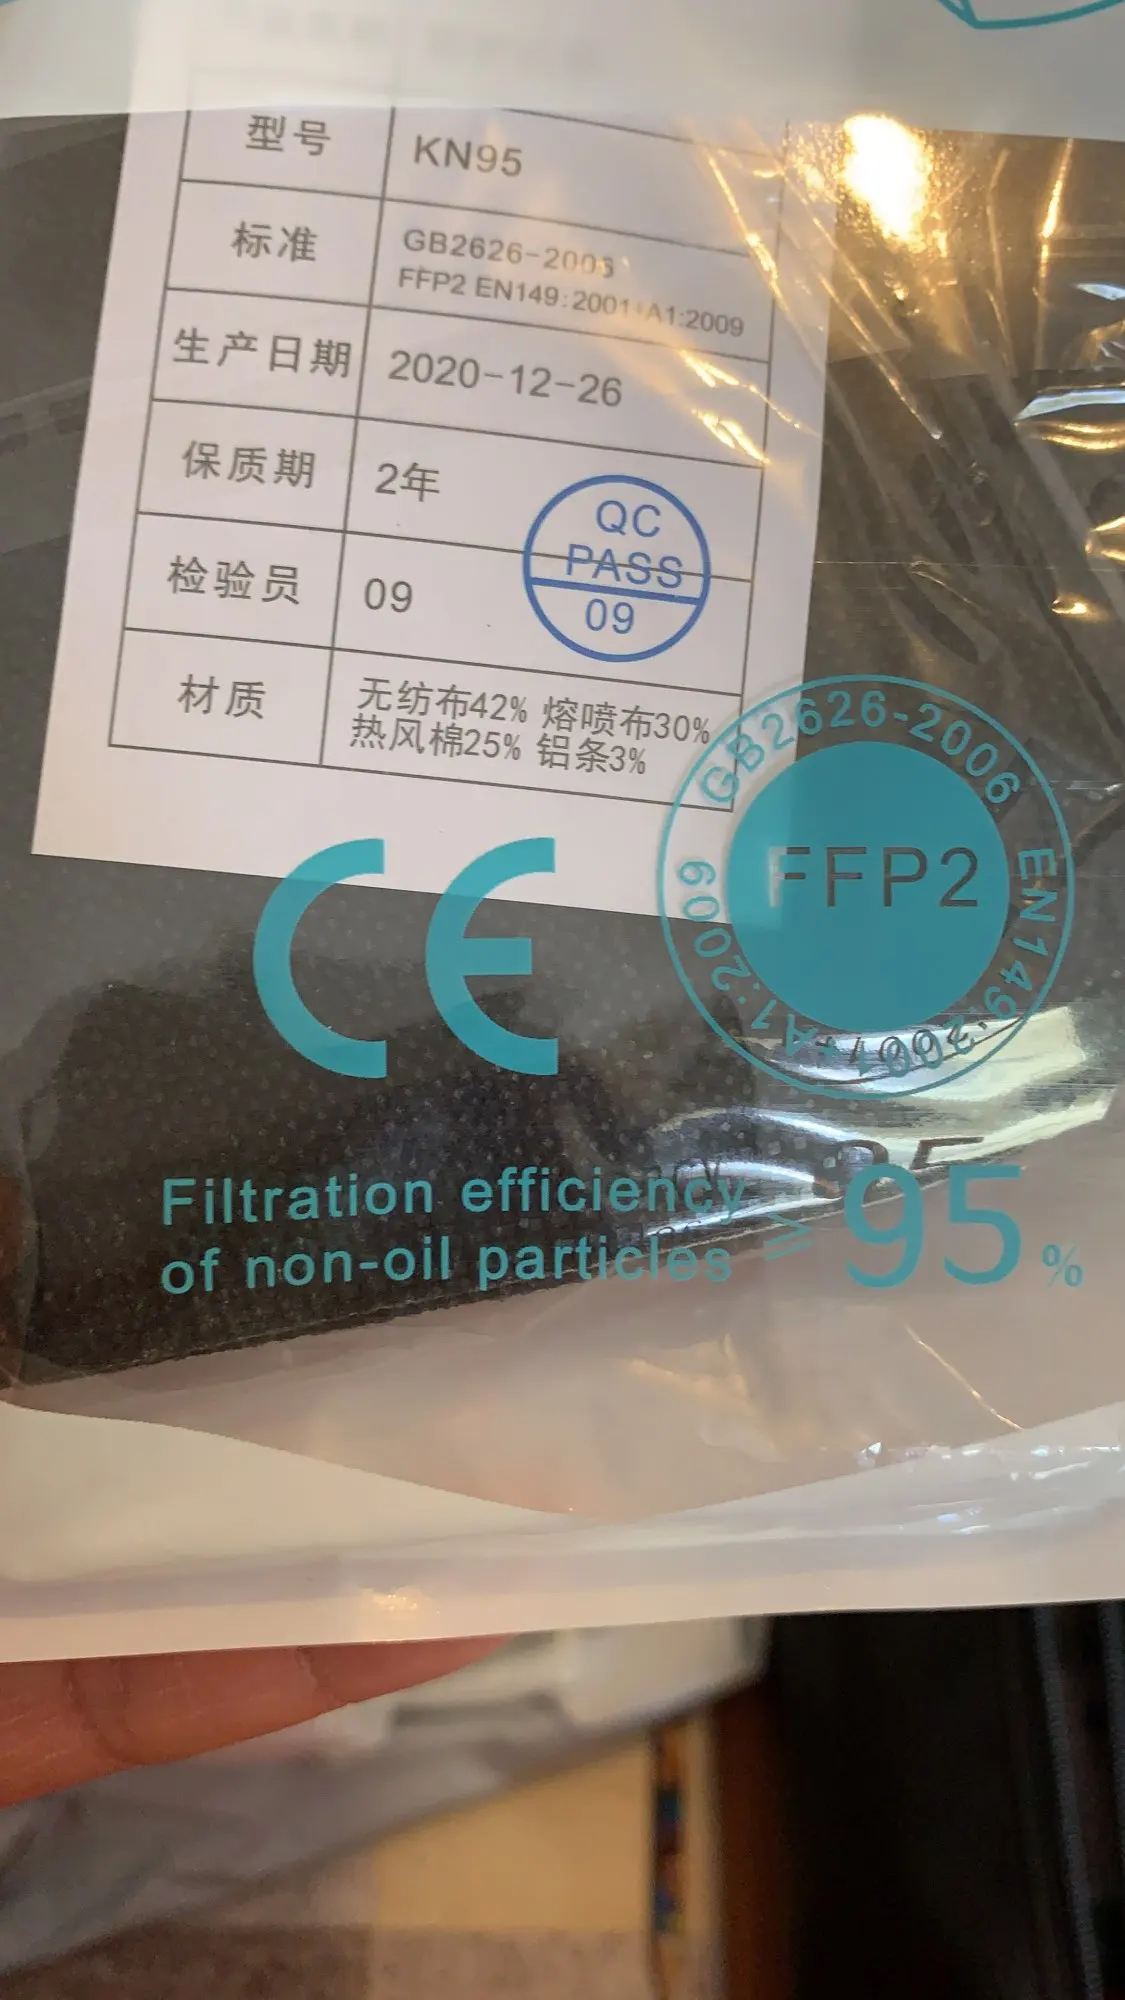 型号 KN95
标准 GB2626-2006
FFP2 EN149:2001+A1:2009
生产日期 2020-12-26
保质期 2年
检验员 09
QC
PASS
09
材质 无纺布42% 熔喷布30%
热风棉25% 铝条3%
CE
GB2626-2006 EN149:2001+A1:2009
FFP2
Filtration efficiency
of non-oil particles ≥ 95 %